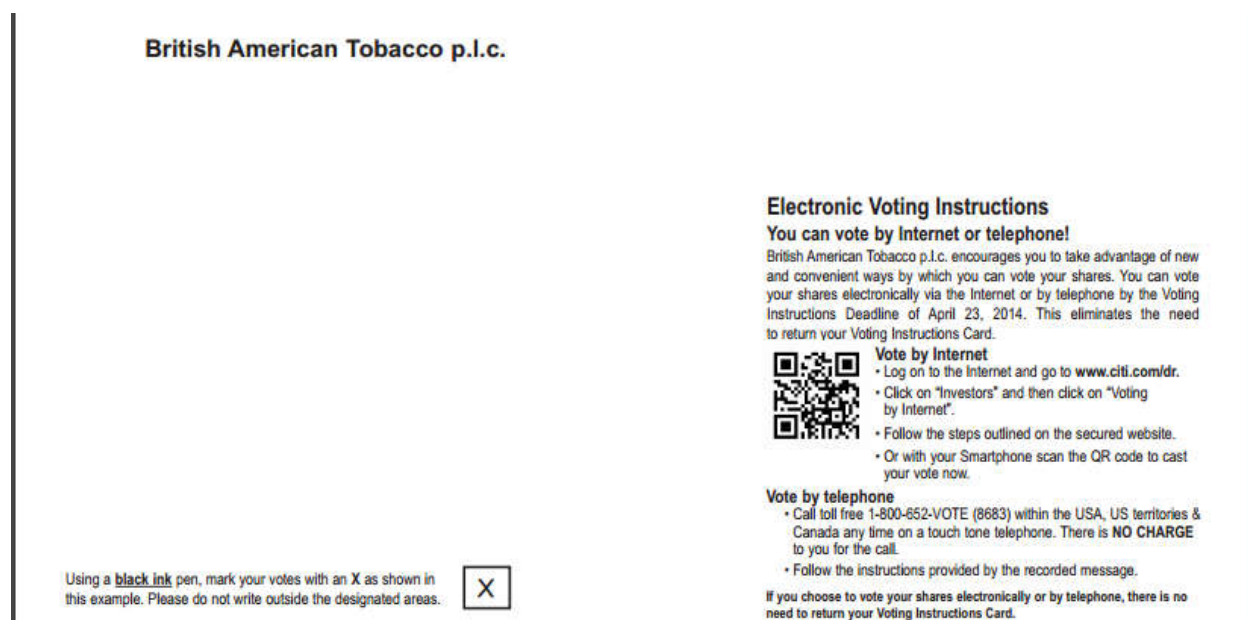 British American Tobacco p.l.c.
Electronic Voting Instructions
You can vote by Internet or telephone!
British American Tobacco p.l.c. encourages you to take advantage of new
and convenient ways by which you can vote your shares. You can vote
your shares electronically via the Internet or by telephone by the Voting
Instructions Deadline of April 23, 2014. This eliminates the need
to return your Voting Instructions Card.
Vote by Internet
• Log on to the Internet and go to www.citi.com/dr.
• Click on “Investors” and then click on “Voting
by Internet”.
• Follow the steps outlined on the secured website.
• Or with your Smartphone scan the QR code to cast
your vote now.
Vote by telephone
• Call toll free 1-800-652-VOTE (8683) within the USA, US territories &
Canada any time on a touch tone telephone. There is NO CHARGE
to you for the call.
• Follow the instructions provided by the recorded message.
If you choose to vote your shares electronically or by telephone, there is no
need to return your Voting Instructions Card.
Using a black ink pen, mark your votes with an X as shown in
this example. Please do not write outside the designated areas.
X